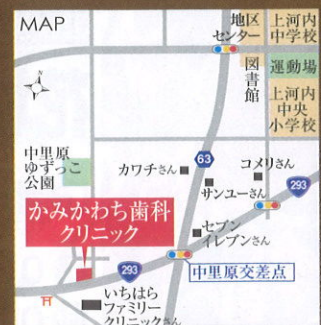 MAP
地区
センター
上河内
中学校
N
図書館
運動場
上河内
中央
小学校
中里原
ゆずっこ
公園
カワチさん
63
コメリさん
サンユーさん
293
かみかわち歯科
クリニック
セブン
イレブンさん
293
中里原交差点
いちはら
ファミリー
クリニックさん